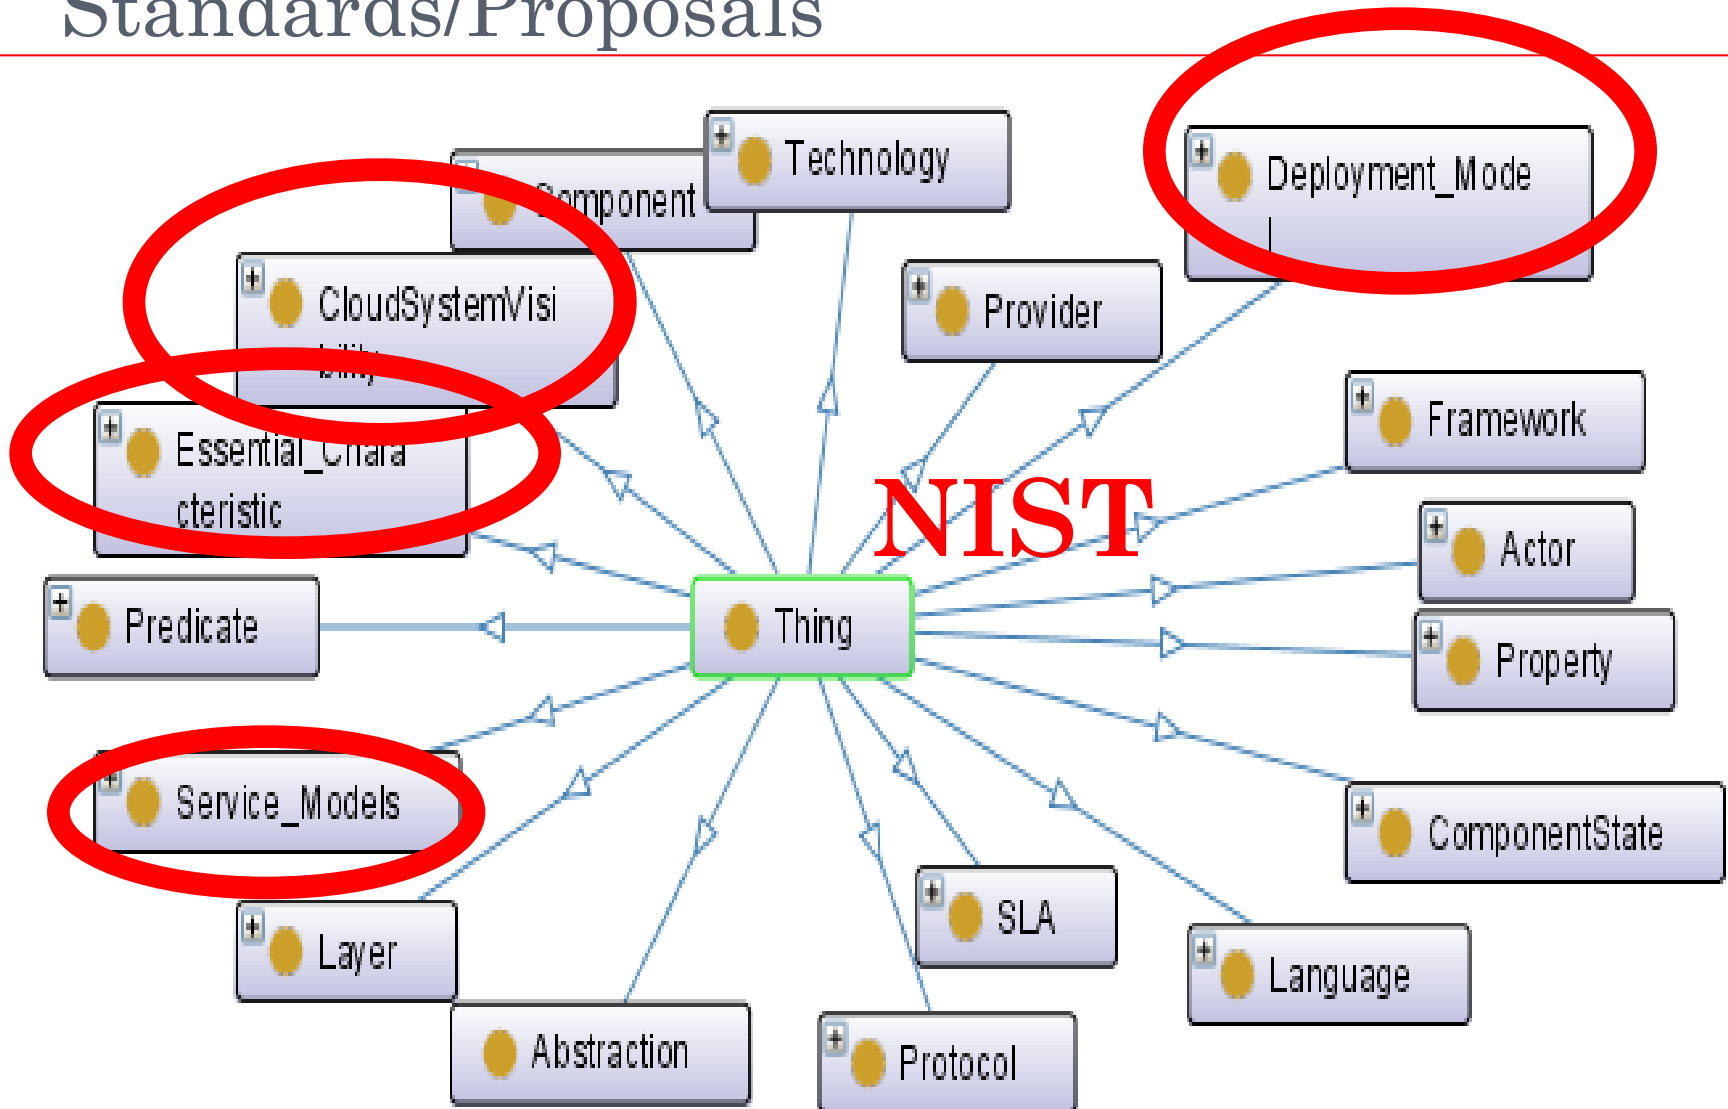 Standards/Proposals
Technology
Component
Deployment_Mode
l
CloudSystemVisi
bility
Provider
Essential_Chara
cteristic
Framework
NIST
Actor
Predicate
Thing
Property
Service_Models
ComponentState
SLA
Layer
Language
Abstraction
Protocol